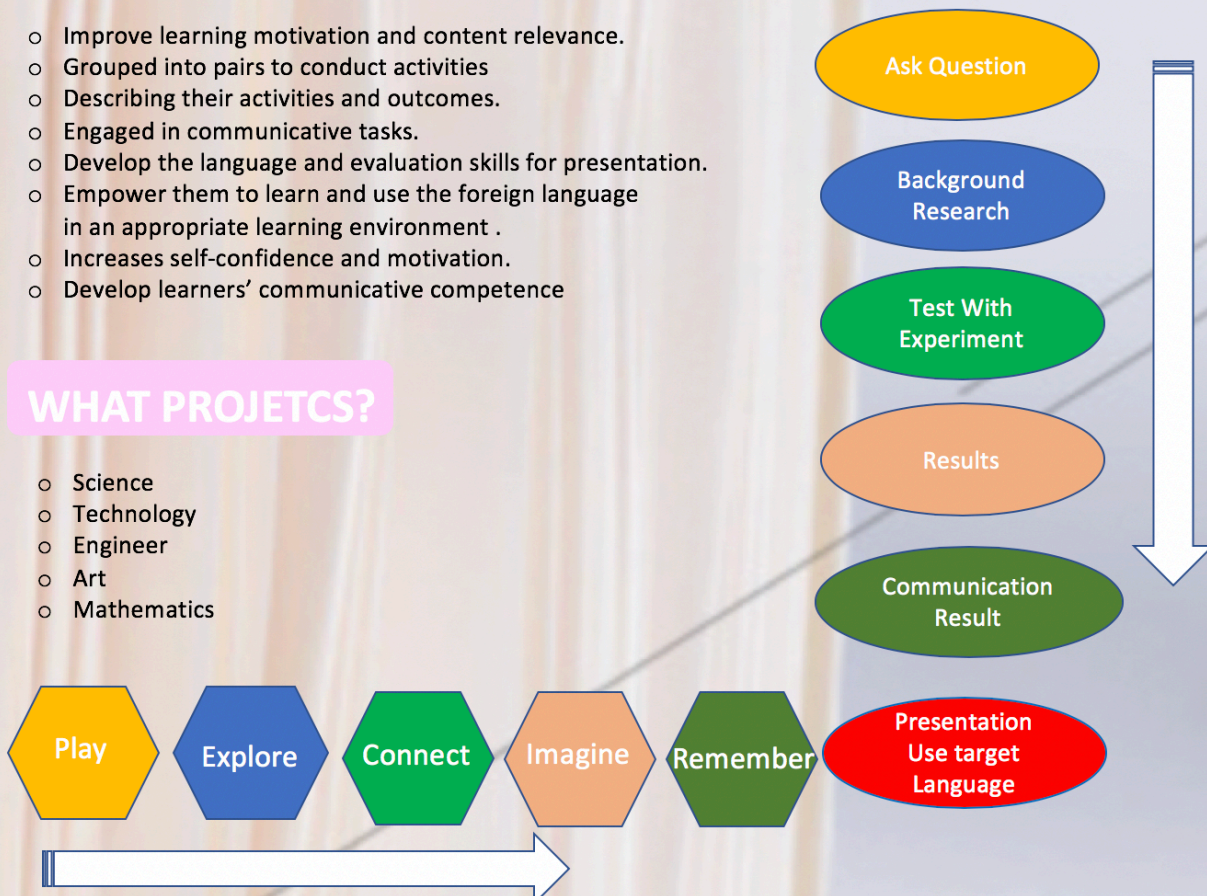 o Improve learning motivation and content relevance.
o Grouped into pairs to conduct activities
o Describing their activities and outcomes.
o Engaged in communicative tasks.
o Develop the language and evaluation skills for presentation.
o Empower them to learn and use the foreign language
in an appropriate learning environment .
o Increases self-confidence and motivation.
o Develop learners’ communicative competence
WHAT PROJETCS?
o Science
o Technology
o Engineer
o Art
o Mathematics
Play
Explore
Connect
Imagine
Remember
Ask Question
Background
Research
Test With
Experiment
Results
Communication
Result
Presentation
Use target
Language